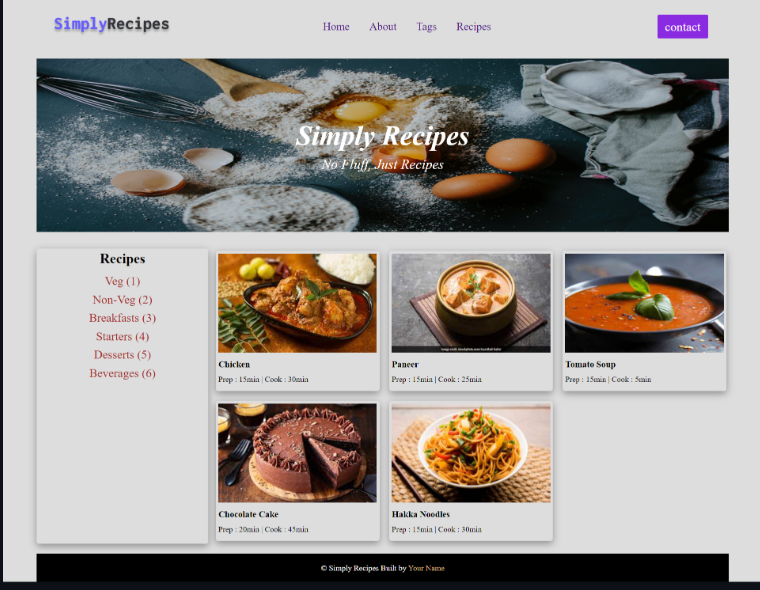 SimplyRecipes
Home About Tags Recipes
contact
Simply Recipes
No Fluff, Just Recipes
Recipes
Veg (1)
Non-Veg (2)
Breakfasts (3)
Starters (4)
Desserts (5)
Beverages (6)
Chicken
Prep : 15min | Cook : 30min
Paneer
Prep : 15min | Cook : 25min
Tomato Soup
Prep : 15min | Cook : 5min
Chocolate Cake
Prep : 20min | Cook : 45min
Hakka Noodles
Prep : 15min | Cook : 30min
© Simply Recipes Built by Your Name